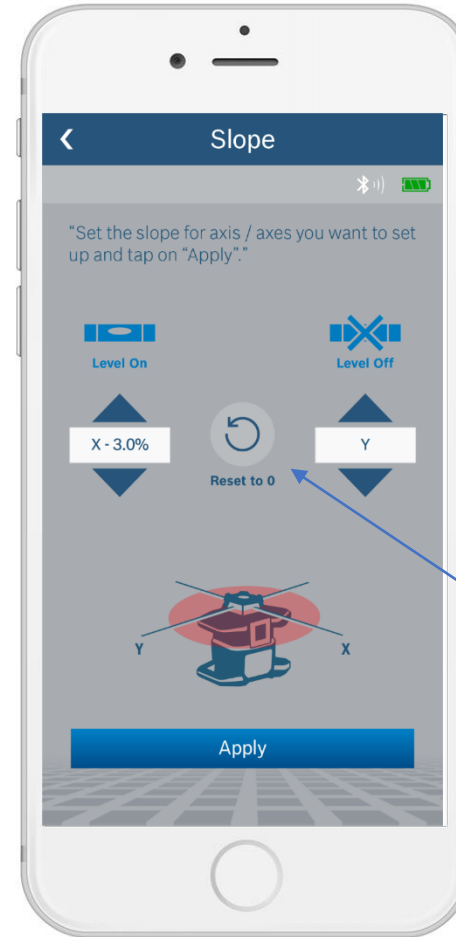 Slope
"Set the slope for axis / axes you want to set
up and tap on "Apply"."
Level On
Level Off
X - 3.0%
Y
Reset to 0
Y
X
Apply